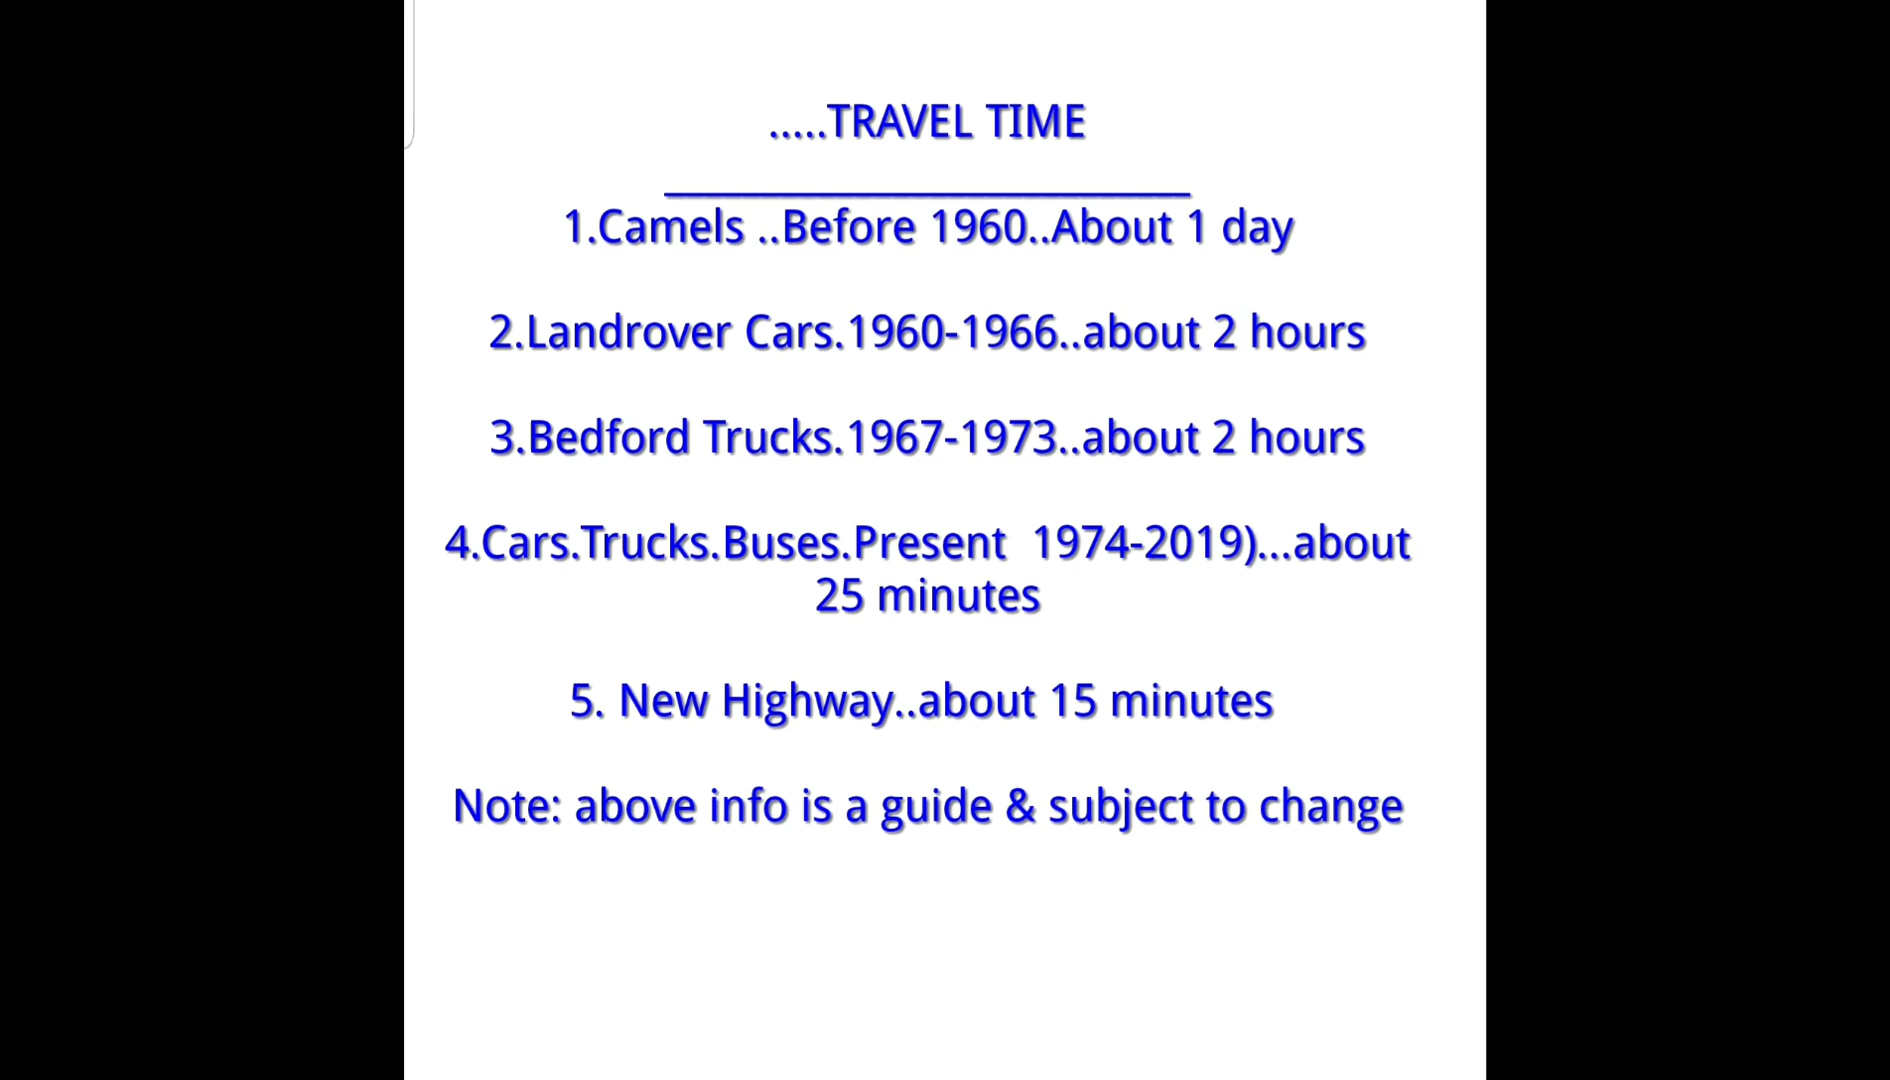 .....TRAVEL TIME
_________________________
1.Camels ..Before 1960..About 1 day
2.Landrover Cars.1960-1966..about 2 hours
3.Bedford Trucks.1967-1973..about 2 hours
4.Cars.Trucks.Buses.Present  1974-2019)...about
25 minutes
5. New Highway..about 15 minutes
Note: above info is a guide & subject to change